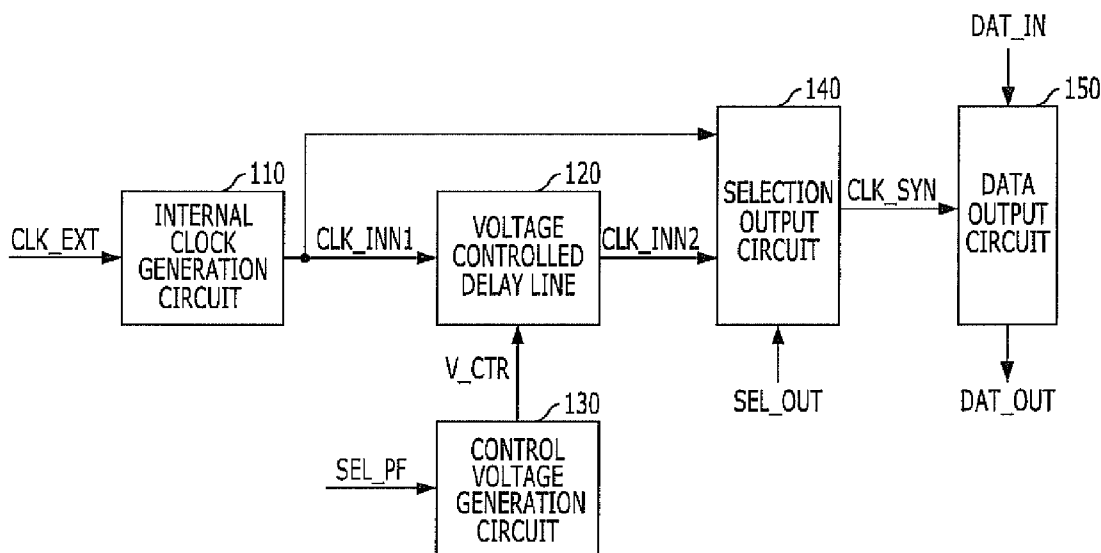 DAT_IN
140
150
110
120
INTERNAL
CLOCK
GENERATION
CIRCUIT
VOLTAGE
CONTROLLED
DELAY LINE
SELECTION
OUTPUT
CIRCUIT
DATA
OUTPUT
CIRCUIT
CLK_EXT
CLK_INN1
CLK_INN2
CLK_SYN
V_CTR
130
SEL_OUT
DAT_OUT
SEL_PF
CONTROL
VOLTAGE
GENERATION
CIRCUIT